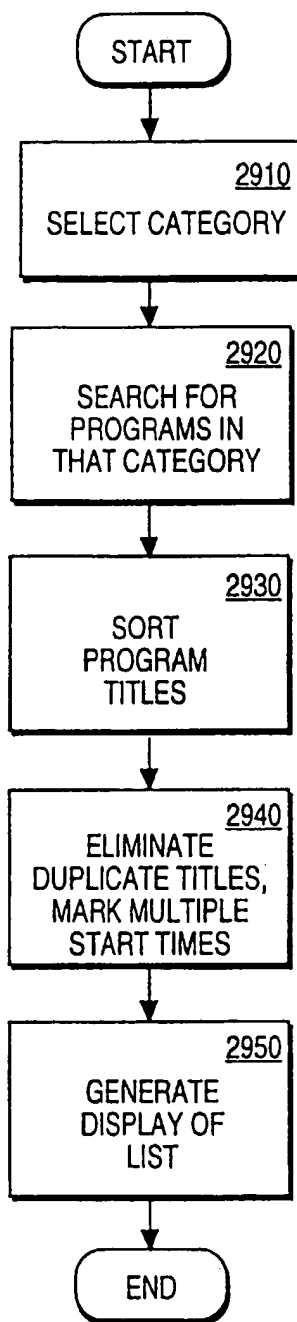 START
2910
SELECT CATEGORY
2920
SEARCH FOR
PROGRAMS IN
THAT CATEGORY
2930
SORT
PROGRAM
TITLES
2940
ELIMINATE
DUPLICATE TITLES,
MARK MULTIPLE
START TIMES
2950
GENERATE
DISPLAY OF
LIST
END